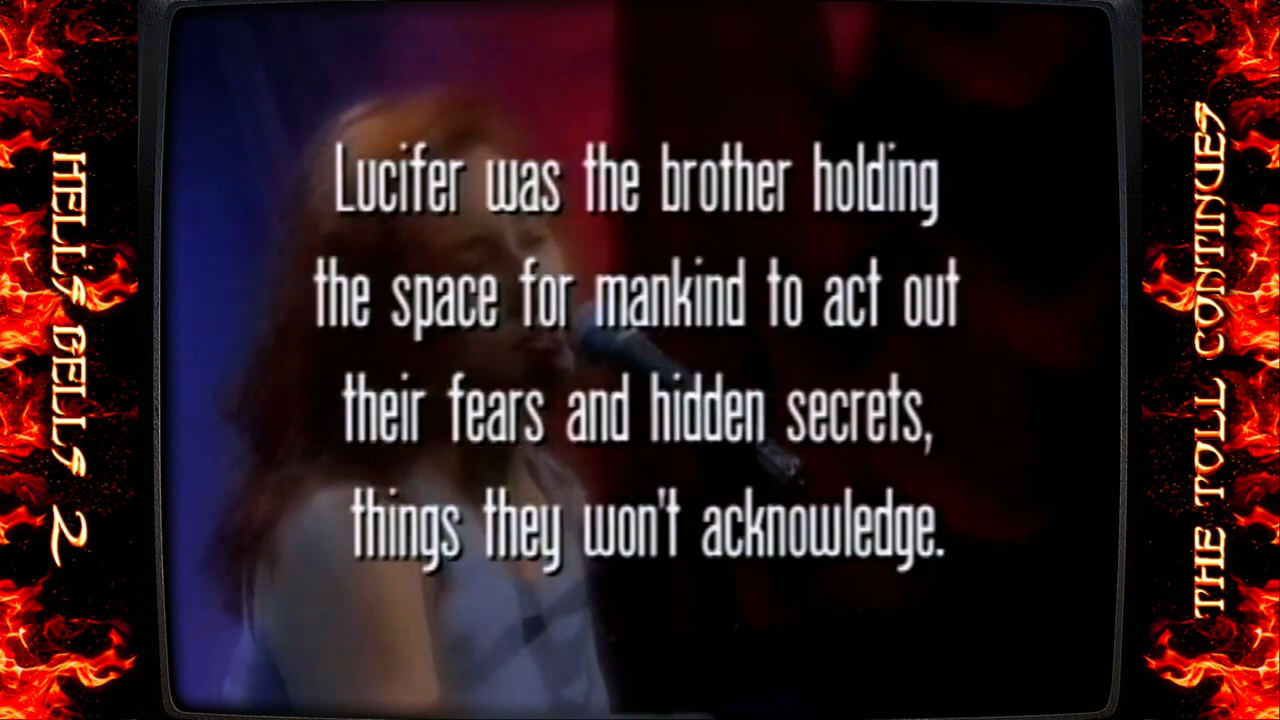 HELL'S BELLS 2
Lucifer was the brother holding
the space for mankind to act out
their fears and hidden secrets,
things they won't acknowledge.
THE TOLL CONTINUES